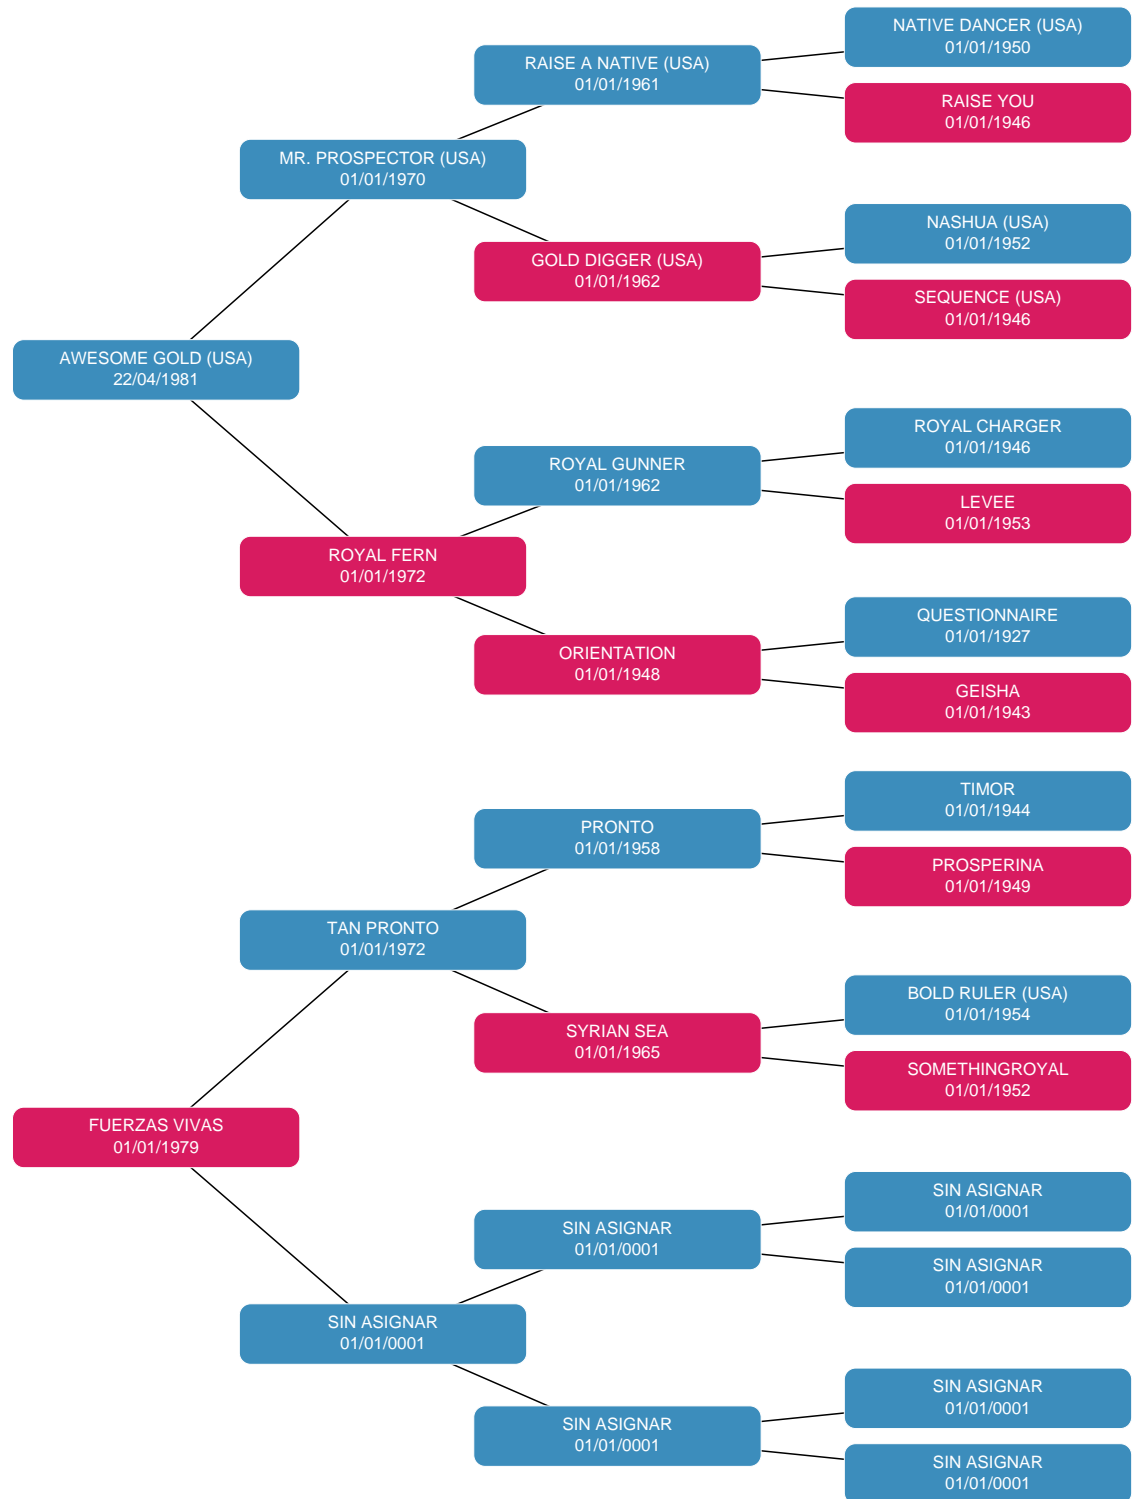 NATIVE DANCER (USA)
01/01/1950
RAISE A NATIVE (USA)
01/01/1961
RAISE YOU
01/01/1946
MR. PROSPECTOR (USA)
01/01/1970
NASHUA (USA)
01/01/1952
GOLD DIGGER (USA)
01/01/1962
SEQUENCE (USA)
01/01/1946
AWESOME GOLD (USA)
22/04/1981
ROYAL CHARGER
01/01/1946
ROYAL GUNNER
01/01/1962
LEVEE
01/01/1953
ROYAL FERN
01/01/1972
QUESTIONNAIRE
01/01/1927
ORIENTATION
01/01/1948
GEISHA
01/01/1943
TIMOR
01/01/1944
PRONTO
01/01/1958
PROSPERINA
01/01/1949
TAN PRONTO
01/01/1972
BOLD RULER (USA)
01/01/1954
SYRIAN SEA
01/01/1965
SOMETHINGROYAL
01/01/1952
FUERZAS VIVAS
01/01/1979
SIN ASIGNAR
01/01/0001
SIN ASIGNAR
01/01/0001
SIN ASIGNAR
01/01/0001
SIN ASIGNAR
01/01/0001
SIN ASIGNAR
01/01/0001
SIN ASIGNAR
01/01/0001
SIN ASIGNAR
01/01/0001